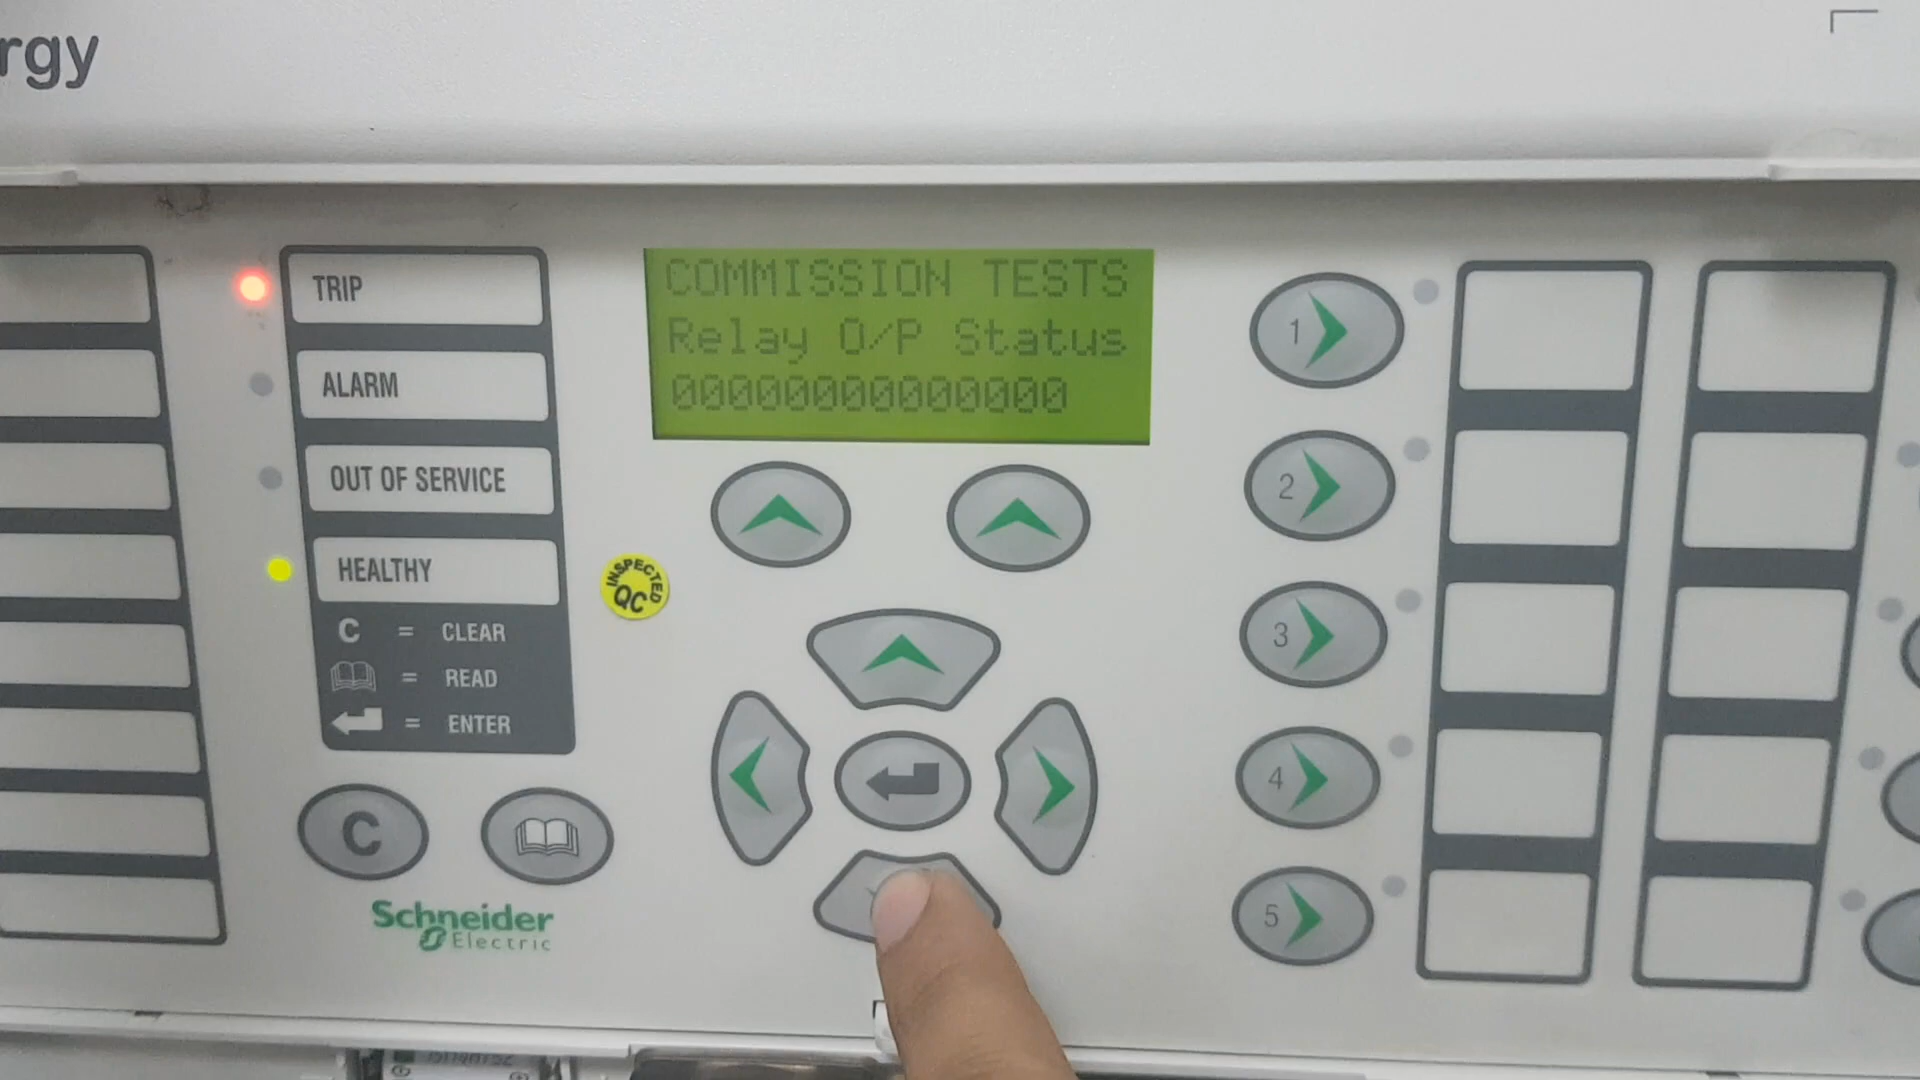 rgy
TRIP
ALARM
OUT OF SERVICE
HEALTHY
C = CLEAR
= READ
= ENTER
C
Schneider
Electric
INSPECTED
QC
COMMISSION TESTS
Relay O/P Status
00000000000000
1
2
3
4
5